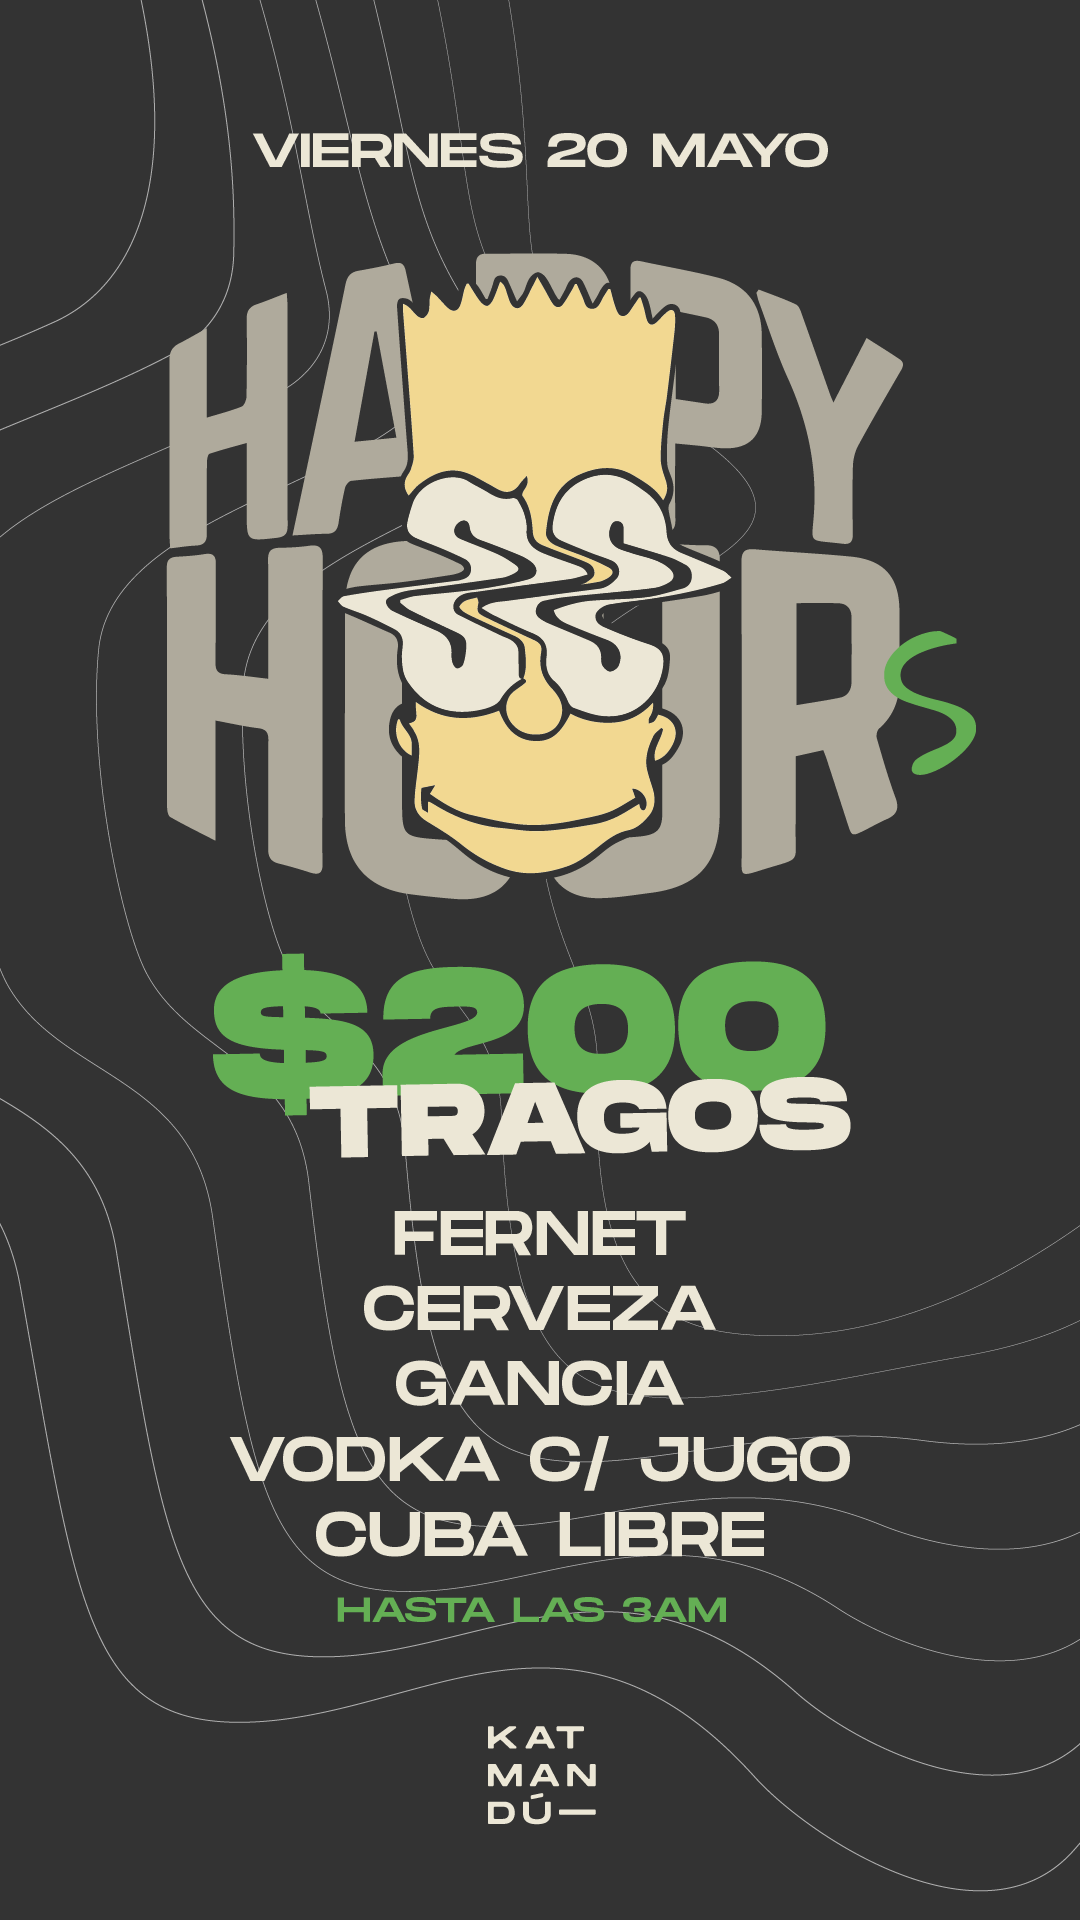 VIERNES 20 MAYO
HAPPY
HOURS
$200
TRAGOS
FERNET
CERVEZA
GANCIA
VODKA C/ JUGO
CUBA LIBRE
HASTA LAS 3AM
KAT
MAN
DÚ—